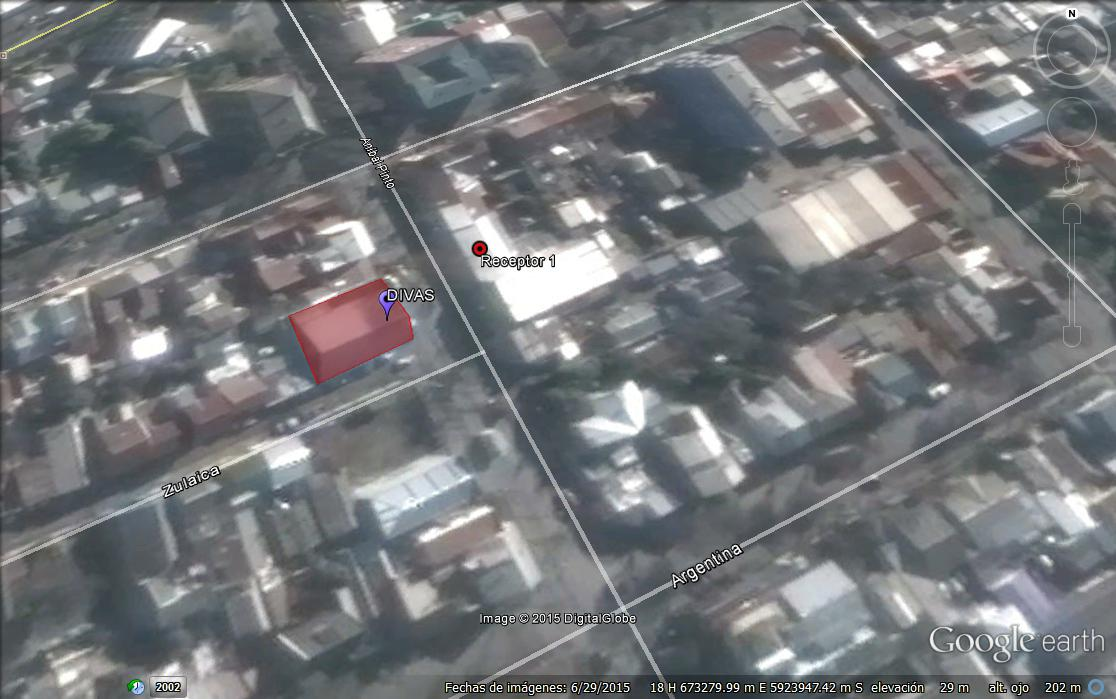 N
Anibal Pinto
Receptor 1
DIVAS
Zulaica
Argentina
Image © 2015 DigitalGlobe
Google earth
2002
Fechas de imágenes: 6/29/2015 18 H 673279.99 m E 5923947.42 m S elevación 29 m alt. ojo 202 m